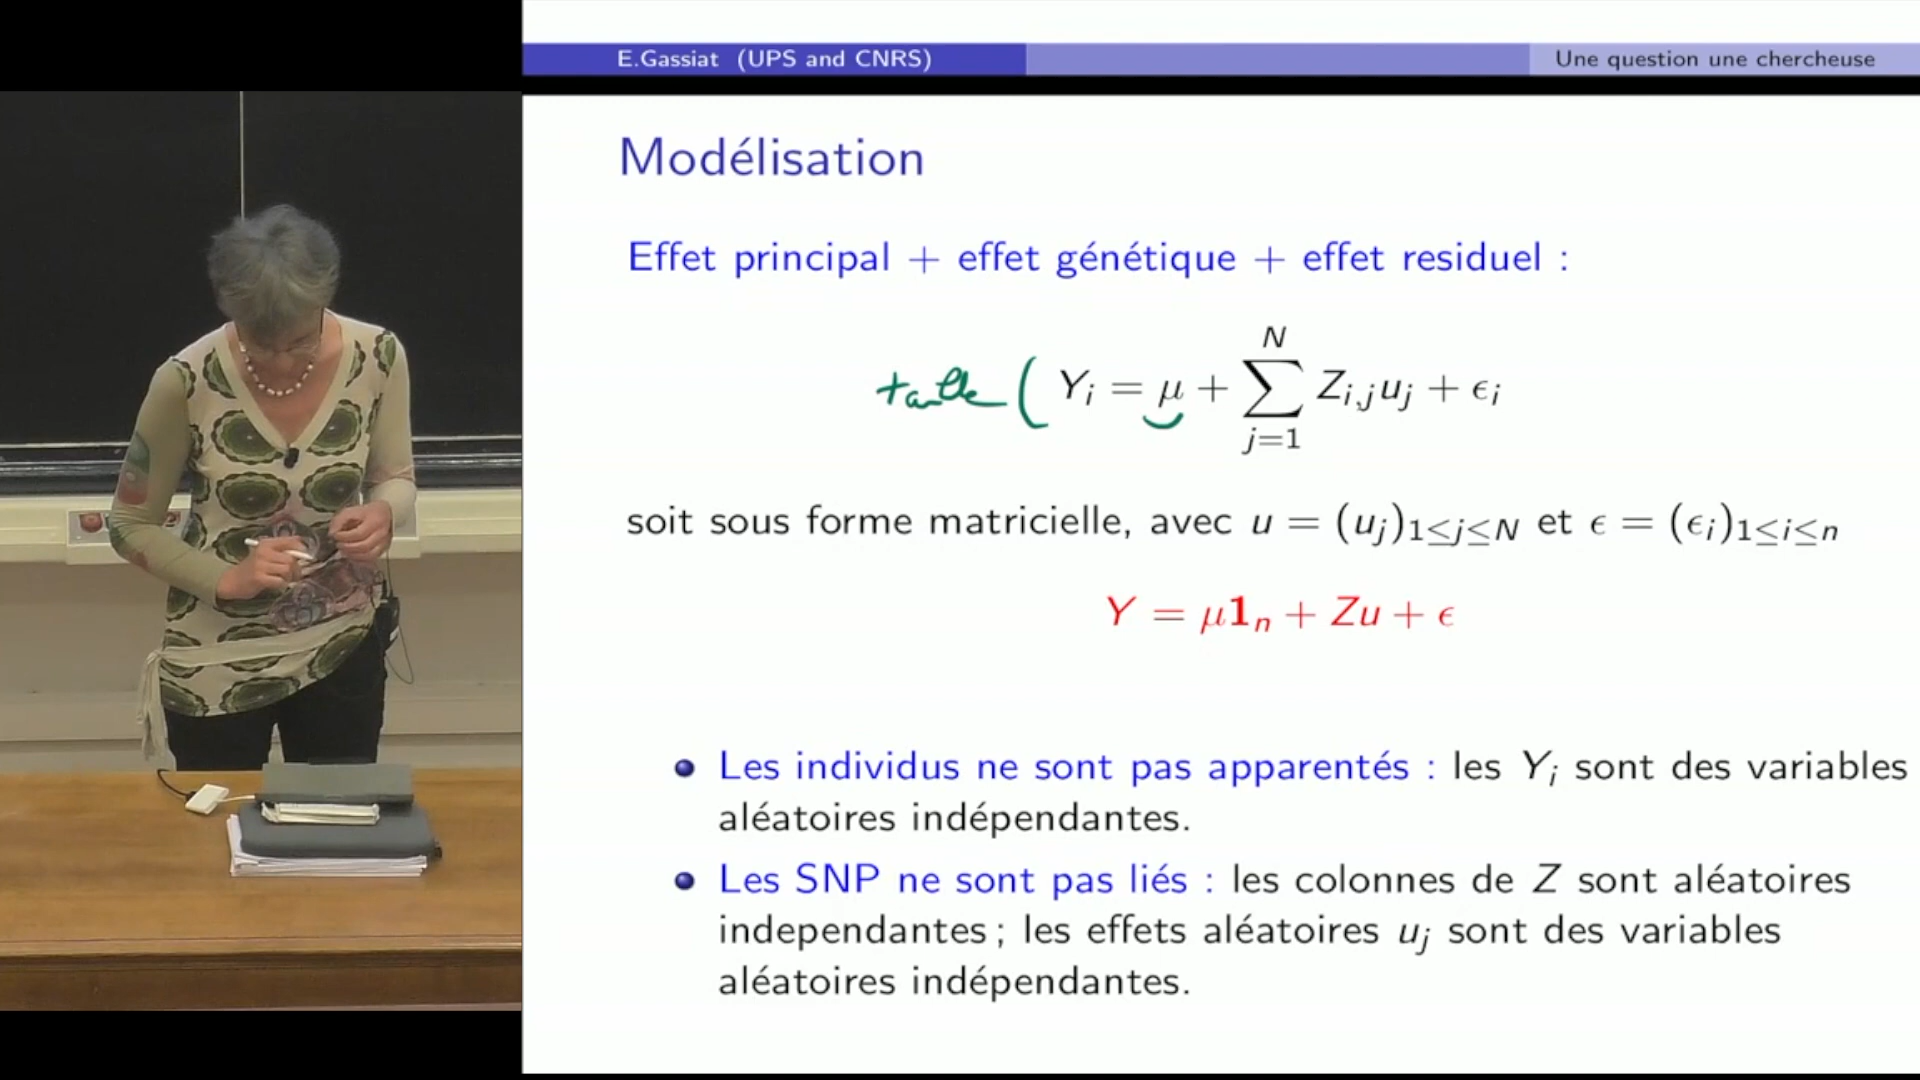 E.Gassiat (UPS and CNRS)
Une question une chercheuse
Modélisation
Effet principal + effet génétique + effet residuel :
taille ( Y_i = μ + \sum_{j=1}^{N} Z_{i,j} u_j + ϵ_i
soit sous forme matricielle, avec u = (u_j)_{1≤j≤N} et ϵ = (ϵ_i)_{1≤i≤n}
Y = μ1_n + Zu + ϵ
Les individus ne sont pas apparentés : les Y_i sont des variables
aléatoires indépendantes.
Les SNP ne sont pas liés : les colonnes de Z sont aléatoires
independantes ; les effets aléatoires u_j sont des variables
aléatoires indépendantes.